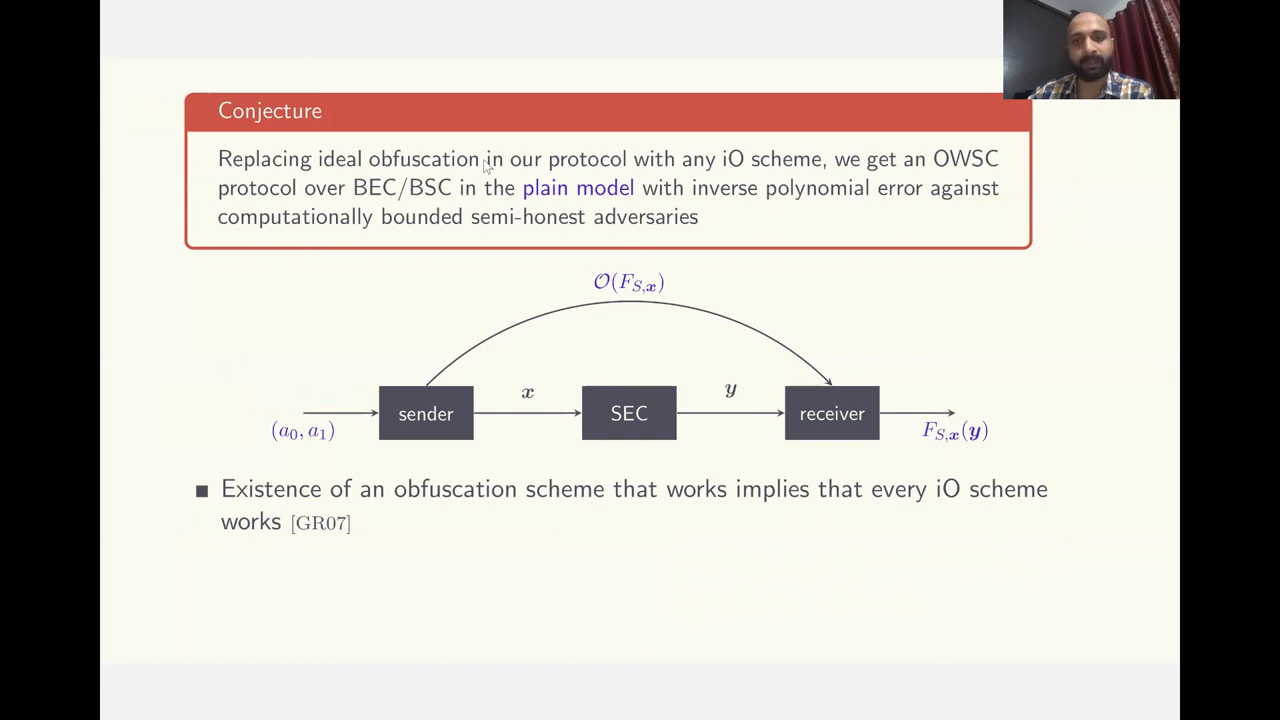 Conjecture
Replacing ideal obfuscation in our protocol with any iO scheme, we get an OWSC
protocol over BEC/BSC in the plain model with inverse polynomial error against
computationally bounded semi-honest adversaries
𝒪(F_{S,𝒙})
(a₀, a₁)
sender
𝒙
SEC
𝒚
receiver
F_{S,𝒙}(𝒚)
■ Existence of an obfuscation scheme that works implies that every iO scheme
works [GR07]